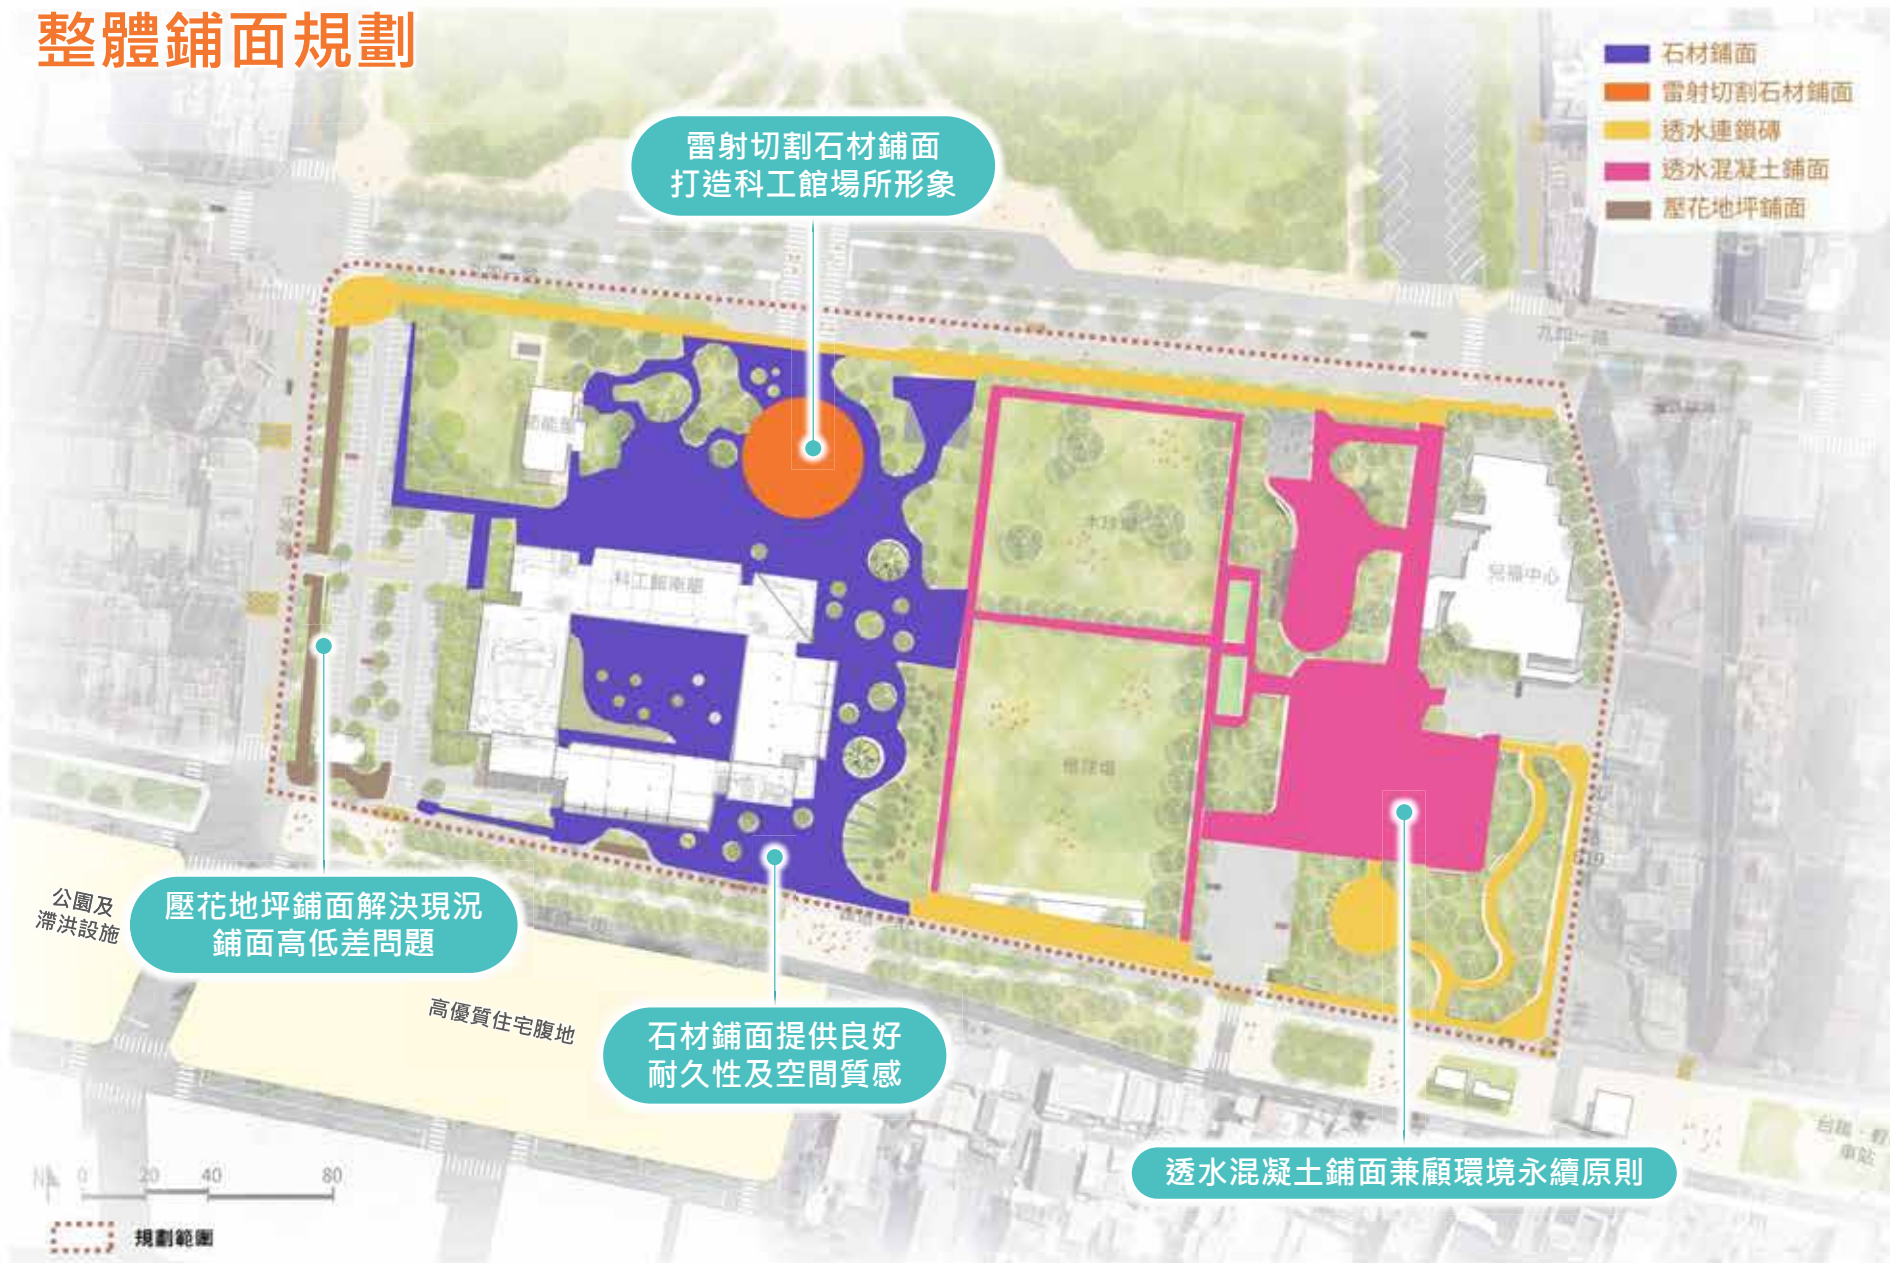 整體鋪面規劃
石材鋪面
雷射切割石材鋪面
透水連鎖磚
透水混凝土鋪面
壓花地坪鋪面
雷射切割石材鋪面
打造科工館場所形象
九如一路
科工館南館
兒福中心
壓花地坪鋪面解決現況
鋪面高低差問題
公園及
滯洪設施
高優質住宅腹地
石材鋪面提供良好
耐久性及空間質感
透水混凝土鋪面兼顧環境永續原則
車站
N
0 20 40 80
規劃範圍